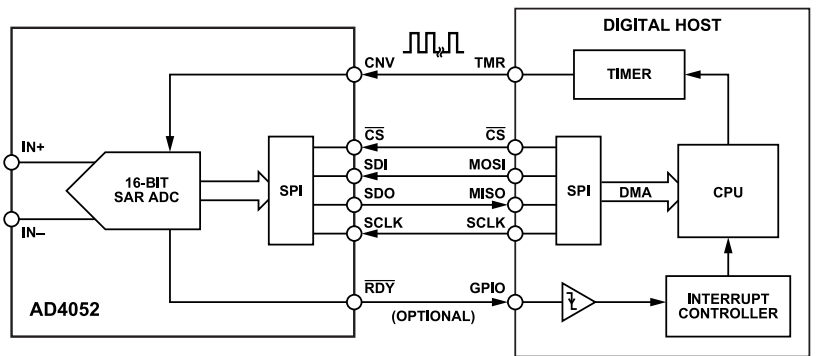 DIGITAL HOST
CNV
TMR
TIMER
IN+
IN–
16-BIT
SAR ADC
SPI
CS
SDI
SDO
SCLK
CS
MOSI
MISO
SCLK
SPI
DMA
CPU
RDY
(OPTIONAL)
GPIO
INTERRUPT
CONTROLLER
AD4052